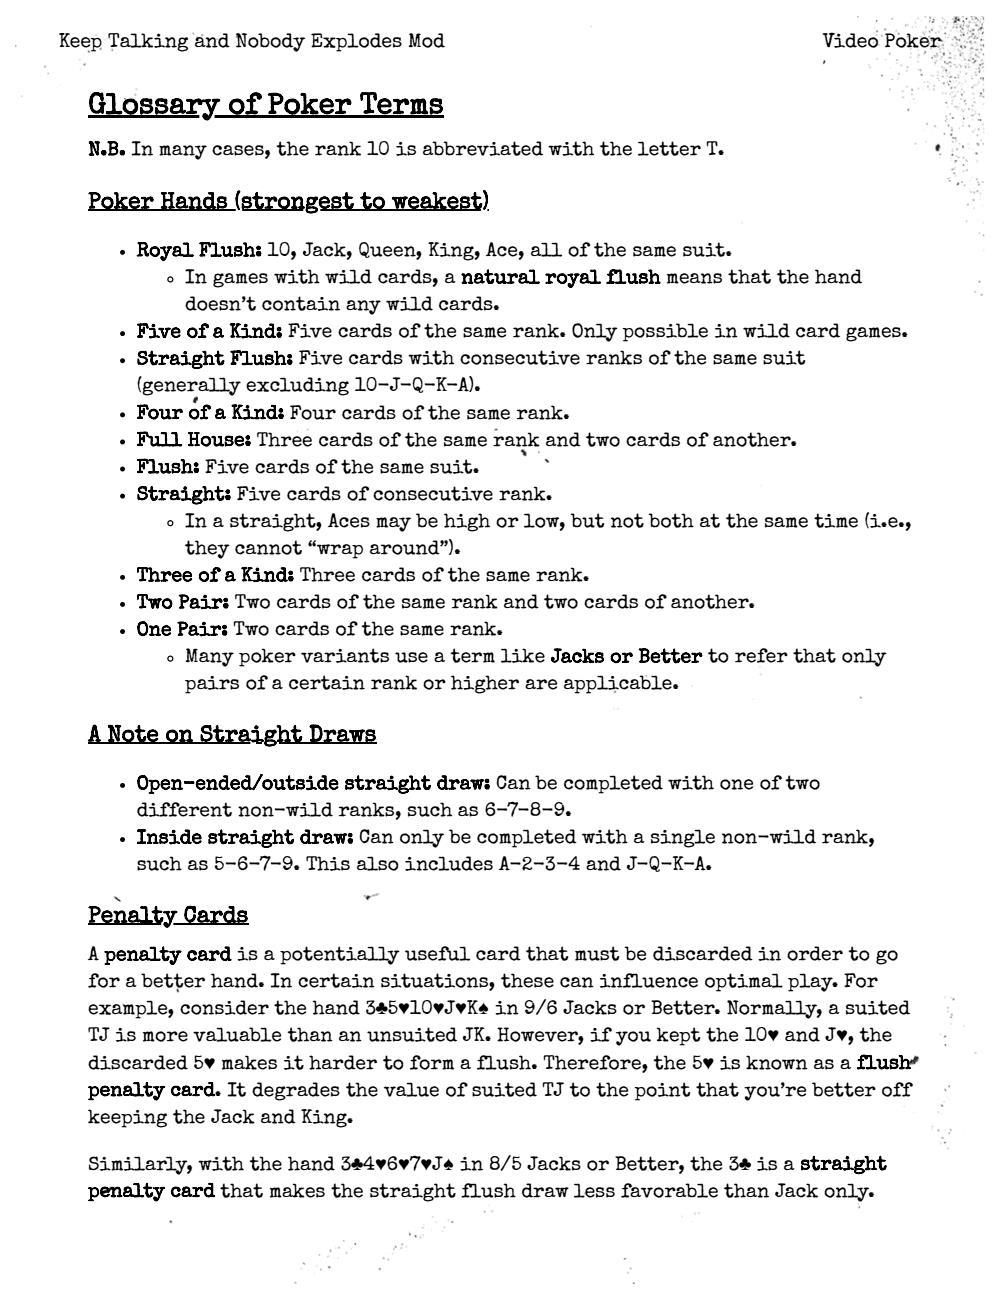 Keep Talking and Nobody Explodes Mod
Video Poker
Glossary of Poker Terms
N.B. In many cases, the rank 10 is abbreviated with the letter T.
Poker Hands (strongest to weakest)
• Royal Flush: 10, Jack, Queen, King, Ace, all of the same suit.
◦ In games with wild cards, a natural royal flush means that the hand
doesn't contain any wild cards.
• Five of a Kind: Five cards of the same rank. Only possible in wild card games.
• Straight Flush: Five cards with consecutive ranks of the same suit
(generally excluding 10–J–Q–K–A).
• Four of a Kind: Four cards of the same rank.
• Full House: Three cards of the same rank and two cards of another.
• Flush: Five cards of the same suit.
• Straight: Five cards of consecutive rank.
◦ In a straight, Aces may be high or low, but not both at the same time (i.e.,
they cannot “wrap around”).
• Three of a Kind: Three cards of the same rank.
• Two Pair: Two cards of the same rank and two cards of another.
• One Pair: Two cards of the same rank.
◦ Many poker variants use a term like Jacks or Better to refer that only
pairs of a certain rank or higher are applicable.
A Note on Straight Draws
• Open-ended/outside straight draw: Can be completed with one of two
different non-wild ranks, such as 6–7–8–9.
• Inside straight draw: Can only be completed with a single non-wild rank,
such as 5–6–7–9. This also includes A–2–3–4 and J–Q–K–A.
Penalty Cards
A penalty card is a potentially useful card that must be discarded in order to go
for a better hand. In certain situations, these can influence optimal play. For
example, consider the hand 3♣5♥10♥J♥K♠ in 9/6 Jacks or Better. Normally, a suited
TJ is more valuable than an unsuited JK. However, if you kept the 10♥ and J♥, the
discarded 5♥ makes it harder to form a flush. Therefore, the 5♥ is known as a flush
penalty card. It degrades the value of suited TJ to the point that you're better off
keeping the Jack and King.
Similarly, with the hand 3♣4♥6♥7♥J♠ in 8/5 Jacks or Better, the 3♣ is a straight
penalty card that makes the straight flush draw less favorable than Jack only.